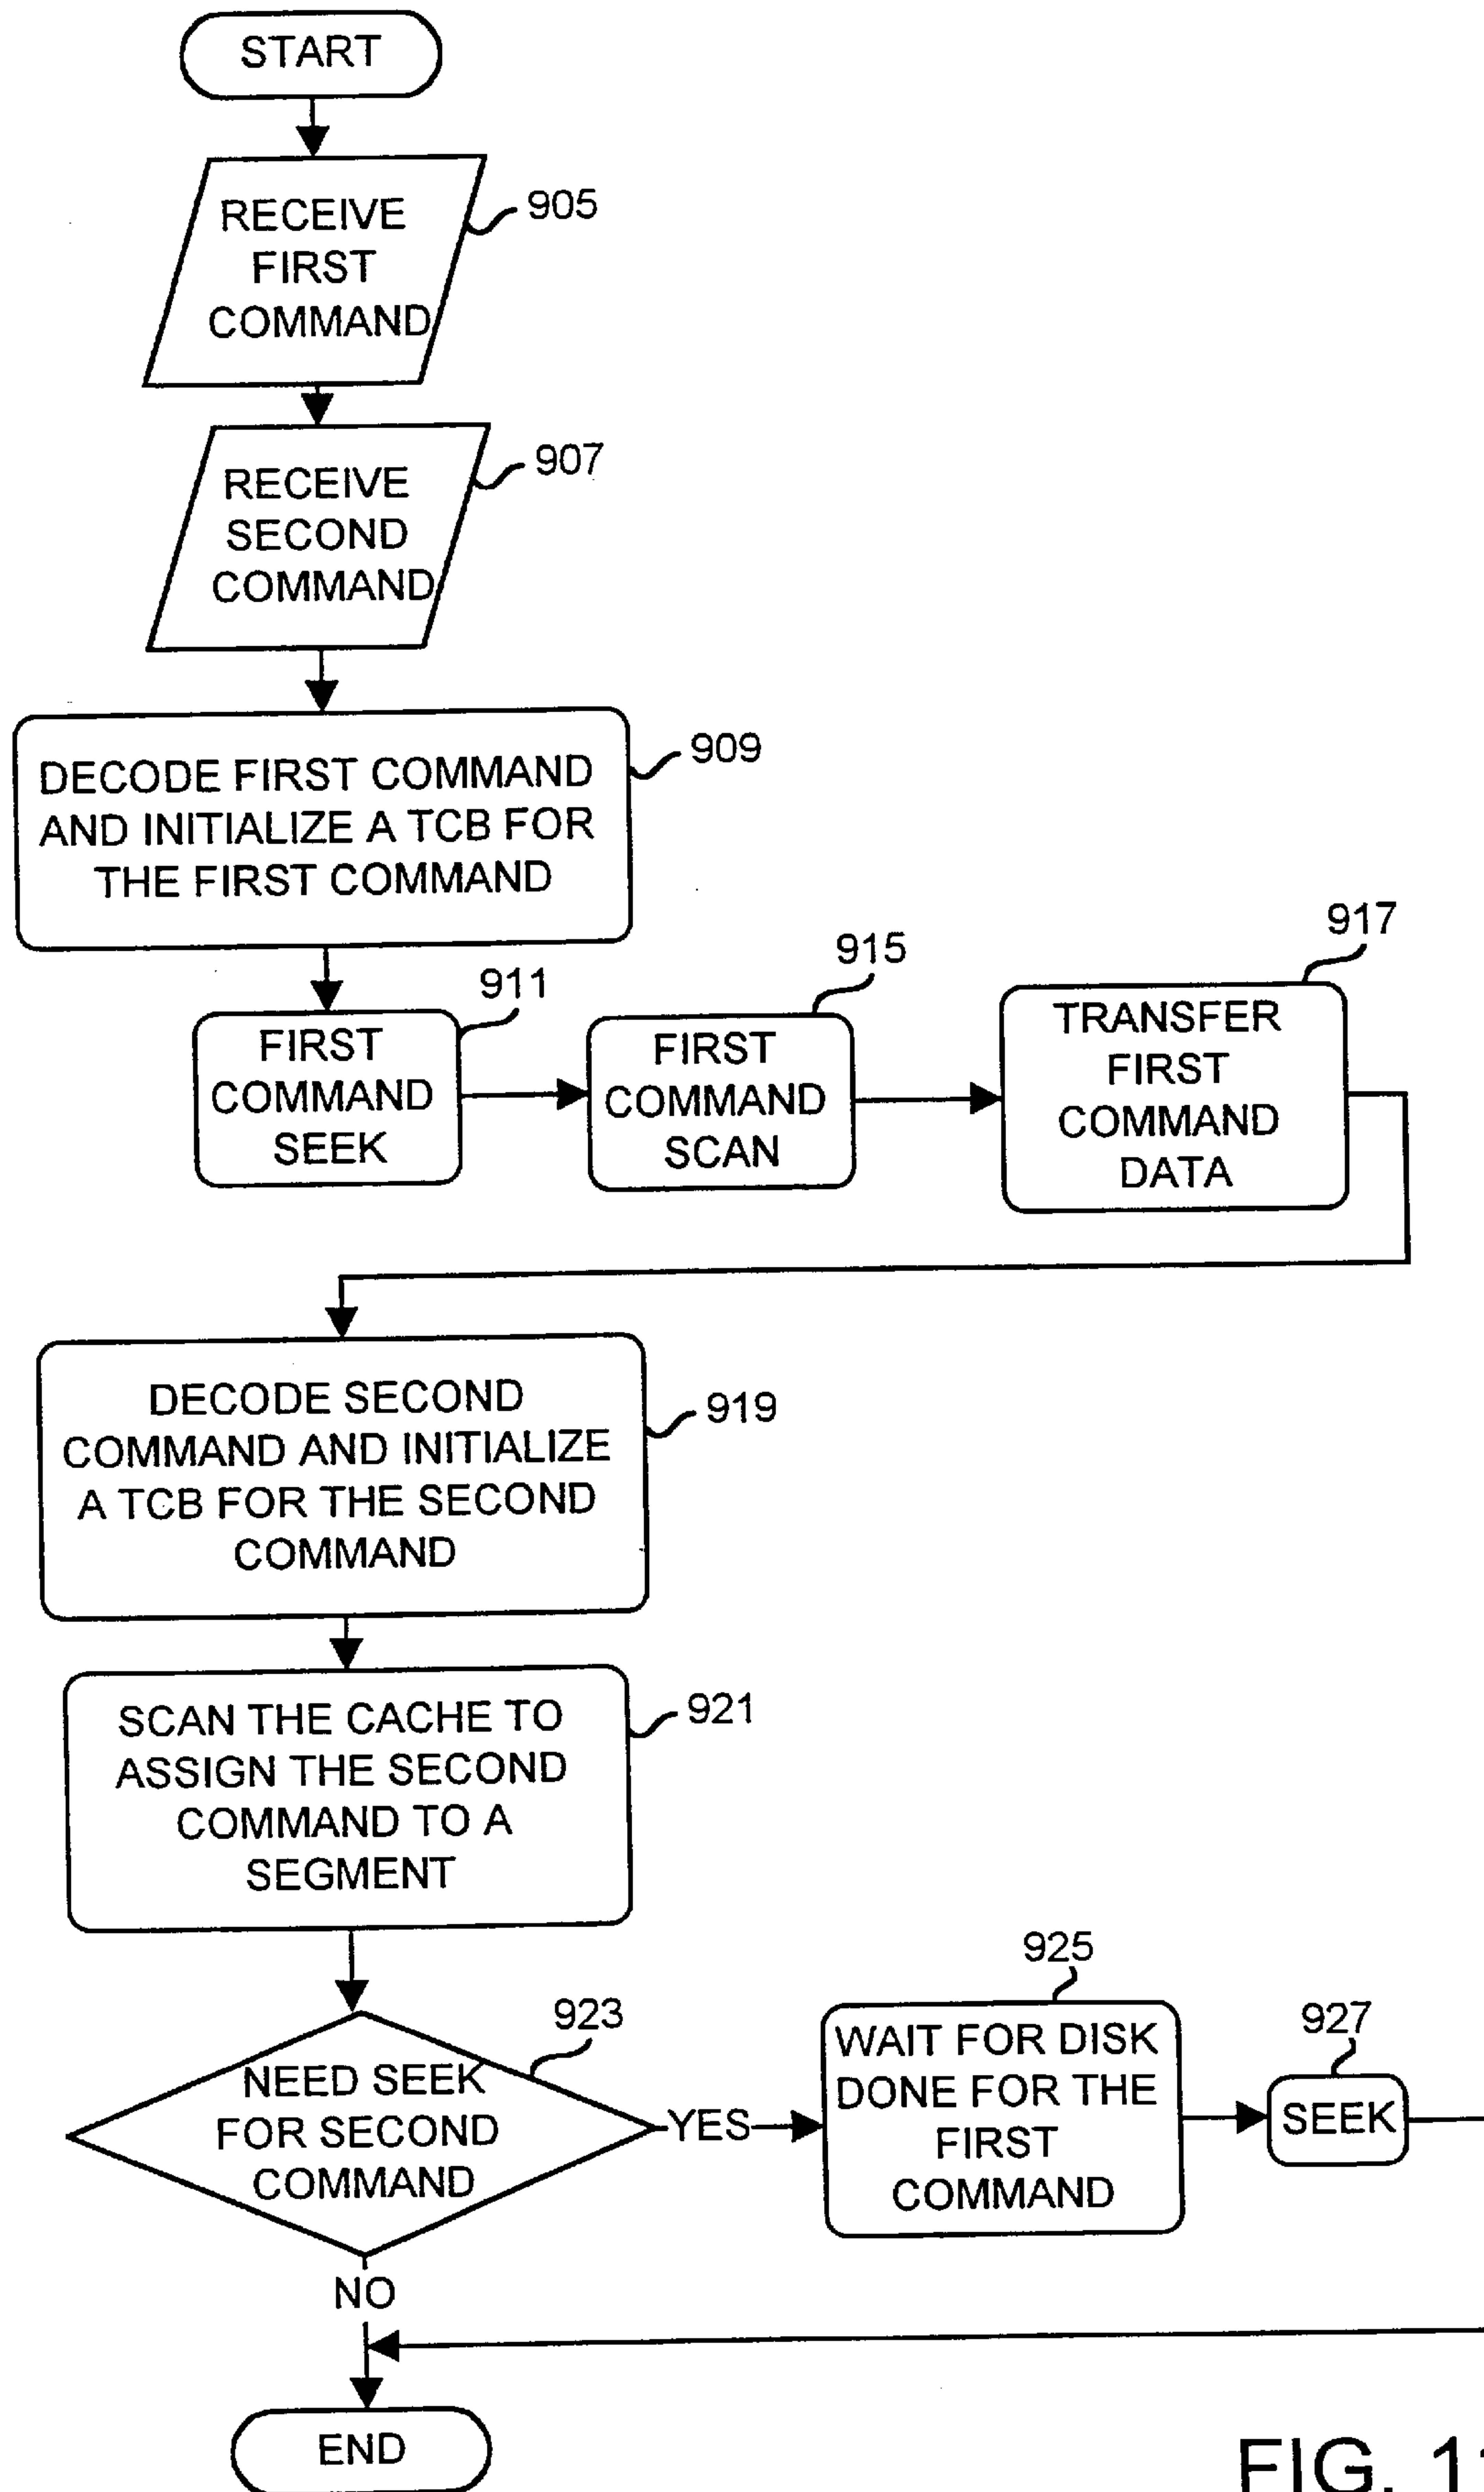 START
RECEIVE
FIRST
COMMAND
905
RECEIVE
SECOND
COMMAND
907
DECODE FIRST COMMAND
AND INITIALIZE A TCB FOR
THE FIRST COMMAND
909
FIRST
COMMAND
SEEK
911
FIRST
COMMAND
SCAN
915
TRANSFER
FIRST
COMMAND
DATA
917
DECODE SECOND
COMMAND AND INITIALIZE
A TCB FOR THE SECOND
COMMAND
919
SCAN THE CACHE TO
ASSIGN THE SECOND
COMMAND TO A
SEGMENT
921
NEED SEEK
FOR SECOND
COMMAND
923
YES
WAIT FOR DISK
DONE FOR THE
FIRST
COMMAND
925
SEEK
927
NO
END
FIG.